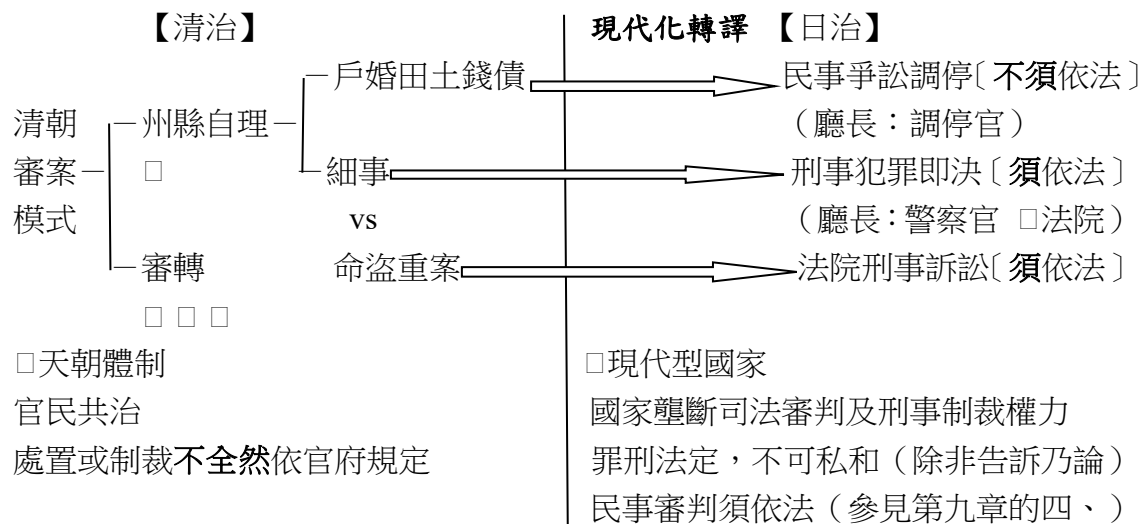 【清治】 現代化轉譯 【日治】
－戶婚田土錢債 民事爭訟調停〔不須依法〕
清朝 －州縣自理－ （廳長：調停官）
審案－ □ －細事 刑事犯罪即決〔須依法〕
模式 vs （廳長：警察官 □法院）
－審轉 命盜重案 法院刑事訴訟〔須依法〕
□ □ □
□天朝體制 □現代型國家
官民共治 國家壟斷司法審判及刑事制裁權力
處置或制裁不全然依官府規定 罪刑法定，不可私和（除非告訴乃論）
民事審判須依法（參見第九章的四、）